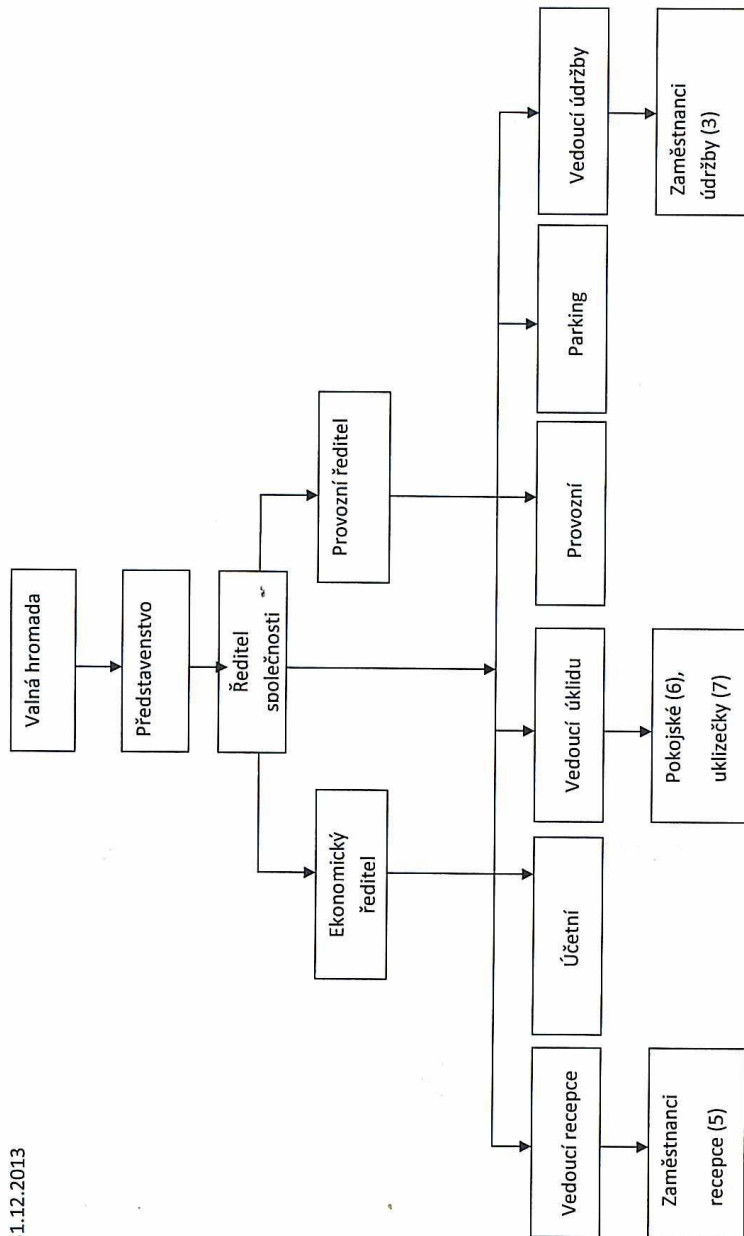 1.12.2013
Valná hromada
Představenstvo
Ředitel
společnosti
Ekonomický
ředitel
Provozní ředitel
Vedoucí recepce
Účetní
Vedoucí úklidu
Provozní
Parking
Vedoucí údržby
Zaměstnanci
recepce (5)
Pokojské (6),
uklizečky (7)
Zaměstnanci
údržby (3)